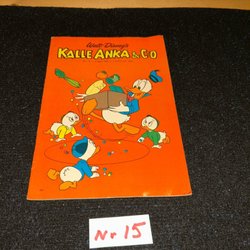 Walt Disney's
KALLE ANKA & C:O
Nr 15